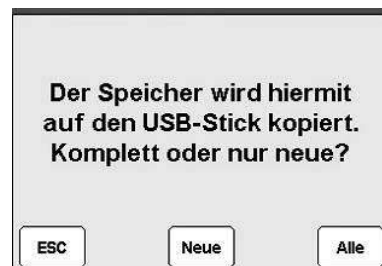 Der Speicher wird hiermit
auf den USB-Stick kopiert.
Komplett oder nur neue?
ESC Neue Alle